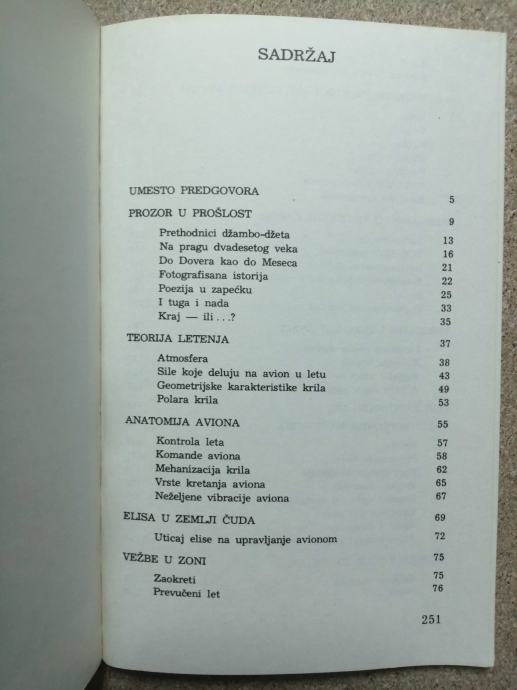 SADRŽAJ
UMESTO PREDGOVORA 5
PROZOR U PROŠLOST 9
Prethodnici džambo-džeta 13
Na pragu dvadesetog veka 16
Do Dovera kao do Meseca 21
Fotografisana istorija 22
Poezija u zapećku 25
I tuga i nada 33
Kraj — ili...? 35
TEORIJA LETENJA 37
Atmosfera 38
Sile koje deluju na avion u letu 43
Geometrijske karakteristike krila 49
Polara krila 53
ANATOMIJA AVIONA 55
Kontrola leta 57
Komande aviona 58
Mehanizacija krila 62
Vrste kretanja aviona 65
Neželjene vibracije aviona 67
ELISA U ZEMLJI ČUDA 69
Uticaj elise na upravljanje avionom 72
VEŽBE U ZONI 75
Zaokreti 75
Prevučeni let 76
251